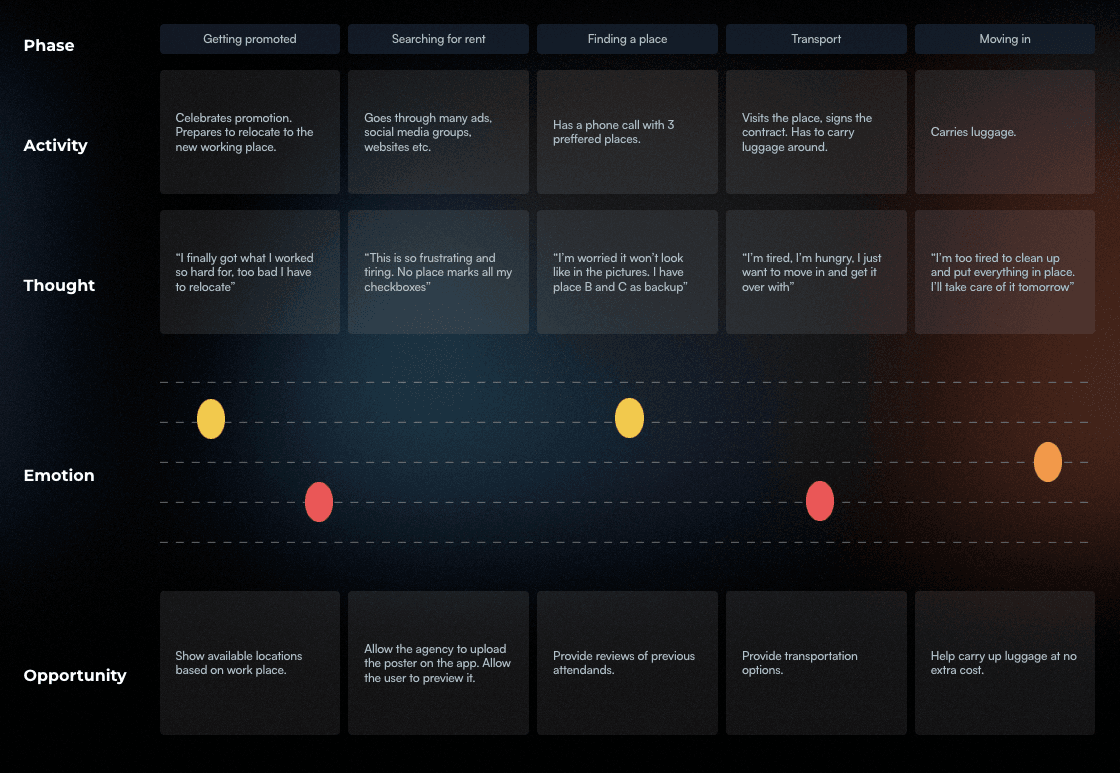 Phase
Getting promoted
Searching for rent
Finding a place
Transport
Moving in
Activity
Celebrates promotion.
Prepares to relocate to the
new working place.
Goes through many ads,
social media groups,
websites etc.
Has a phone call with 3
preffered places.
Visits the place, signs the
contract. Has to carry
luggage around.
Carries luggage.
Thought
“I finally got what I worked
so hard for, too bad I have
to relocate”
“This is so frustrating and
tiring. No place marks all my
checkboxes”
“I’m worried it won’t look
like in the pictures. I have
place B and C as backup”
“I’m tired, I’m hungry, I just
want to move in and get it
over with”
“I’m too tired to clean up
and put everything in place.
I’ll take care of it tomorrow”
Emotion
Opportunity
Show available locations
based on work place.
Allow the agency to upload
the poster on the app. Allow
the user to preview it.
Provide reviews of previous
attendands.
Provide transportation
options.
Help carry up luggage at no
extra cost.